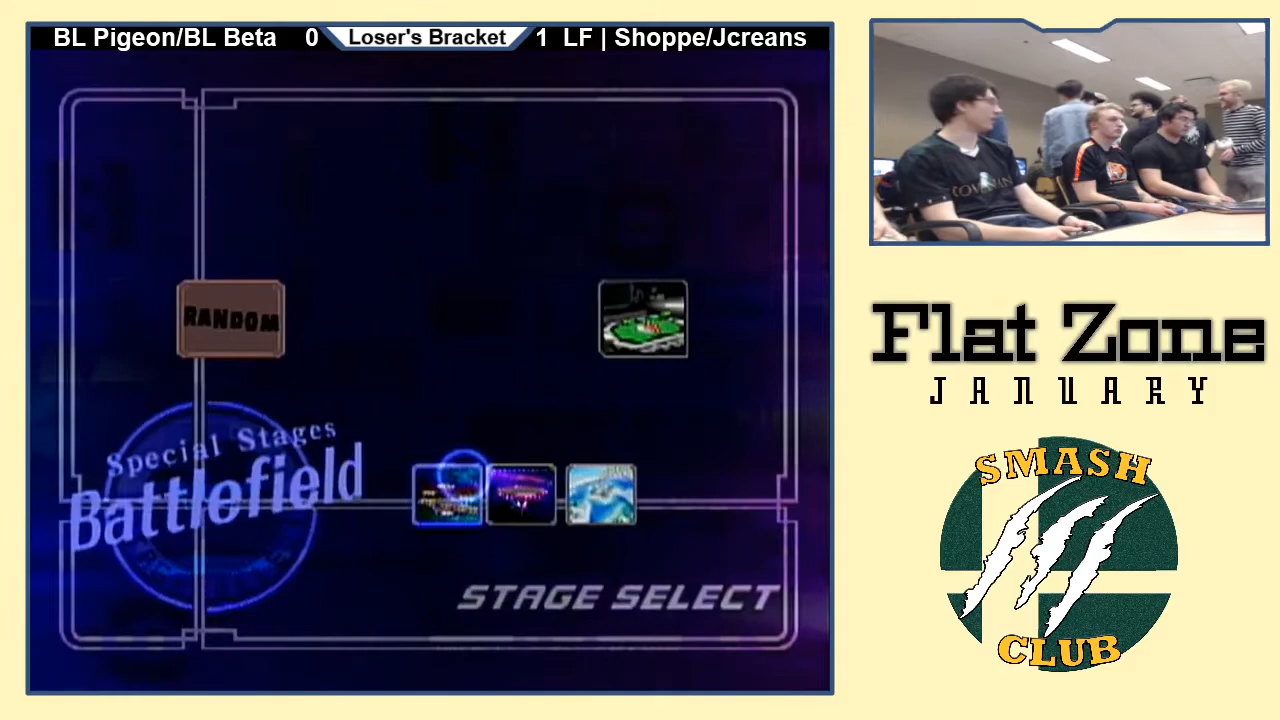 BL Pigeon/BL Beta 0 Loser's Bracket 1 LF | Shoppe/Jcreans
RANDOM
Special Stages
Battlefield
STAGE SELECT
Flat Zone
JANUARY
SMASH
CLUB